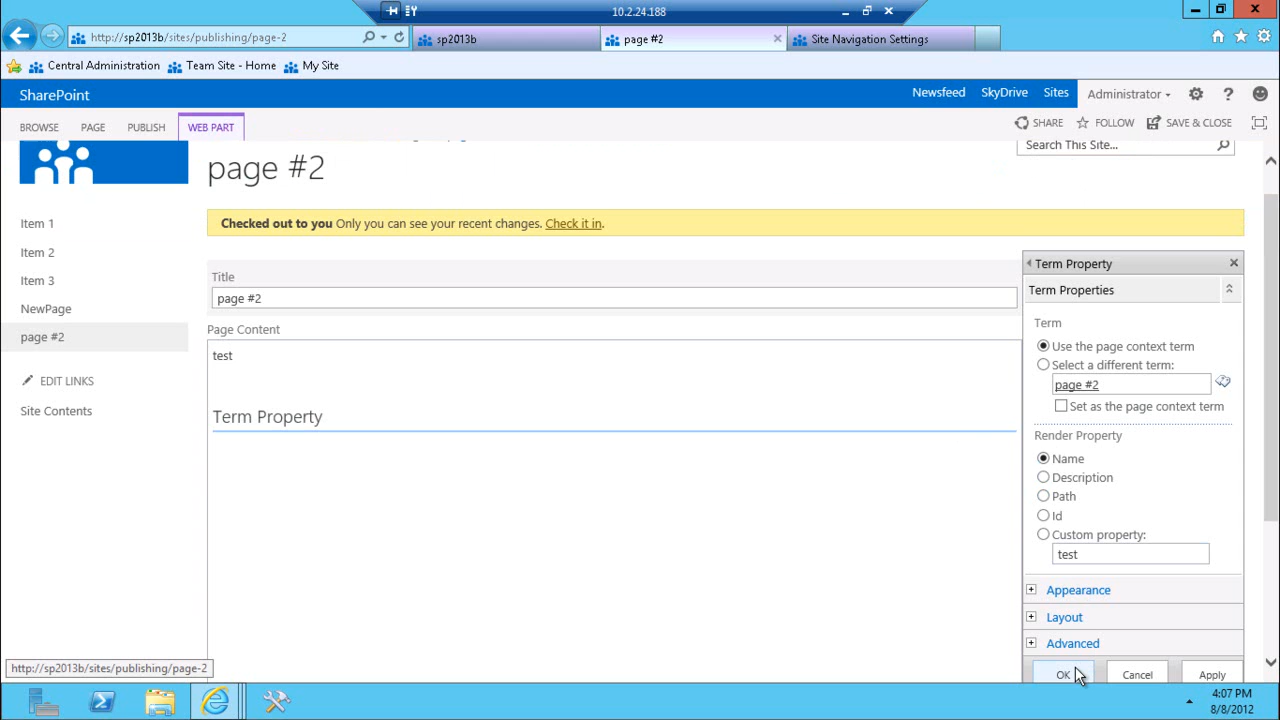 10.2.24.188
http://sp2013b/sites/publishing/page-2
sp2013b
page #2
Site Navigation Settings
Central Administration
Team Site - Home
My Site
SharePoint
Newsfeed
SkyDrive
Sites
Administrator
?
BROWSE
PAGE
PUBLISH
WEB PART
SHARE
FOLLOW
SAVE & CLOSE
page #2
Search This Site...
Checked out to you Only you can see your recent changes. Check it in.
Item 1
Item 2
Item 3
NewPage
page #2
EDIT LINKS
Site Contents
Title
page #2
Page Content
test
Term Property
Term Property
Term Properties
Term
Use the page context term
Select a different term:
page #2
Set as the page context term
Render Property
Name
Description
Path
Id
Custom property:
test
Appearance
Layout
Advanced
OK
Cancel
Apply
http://sp2013b/sites/publishing/page-2
4:07 PM
8/8/2012